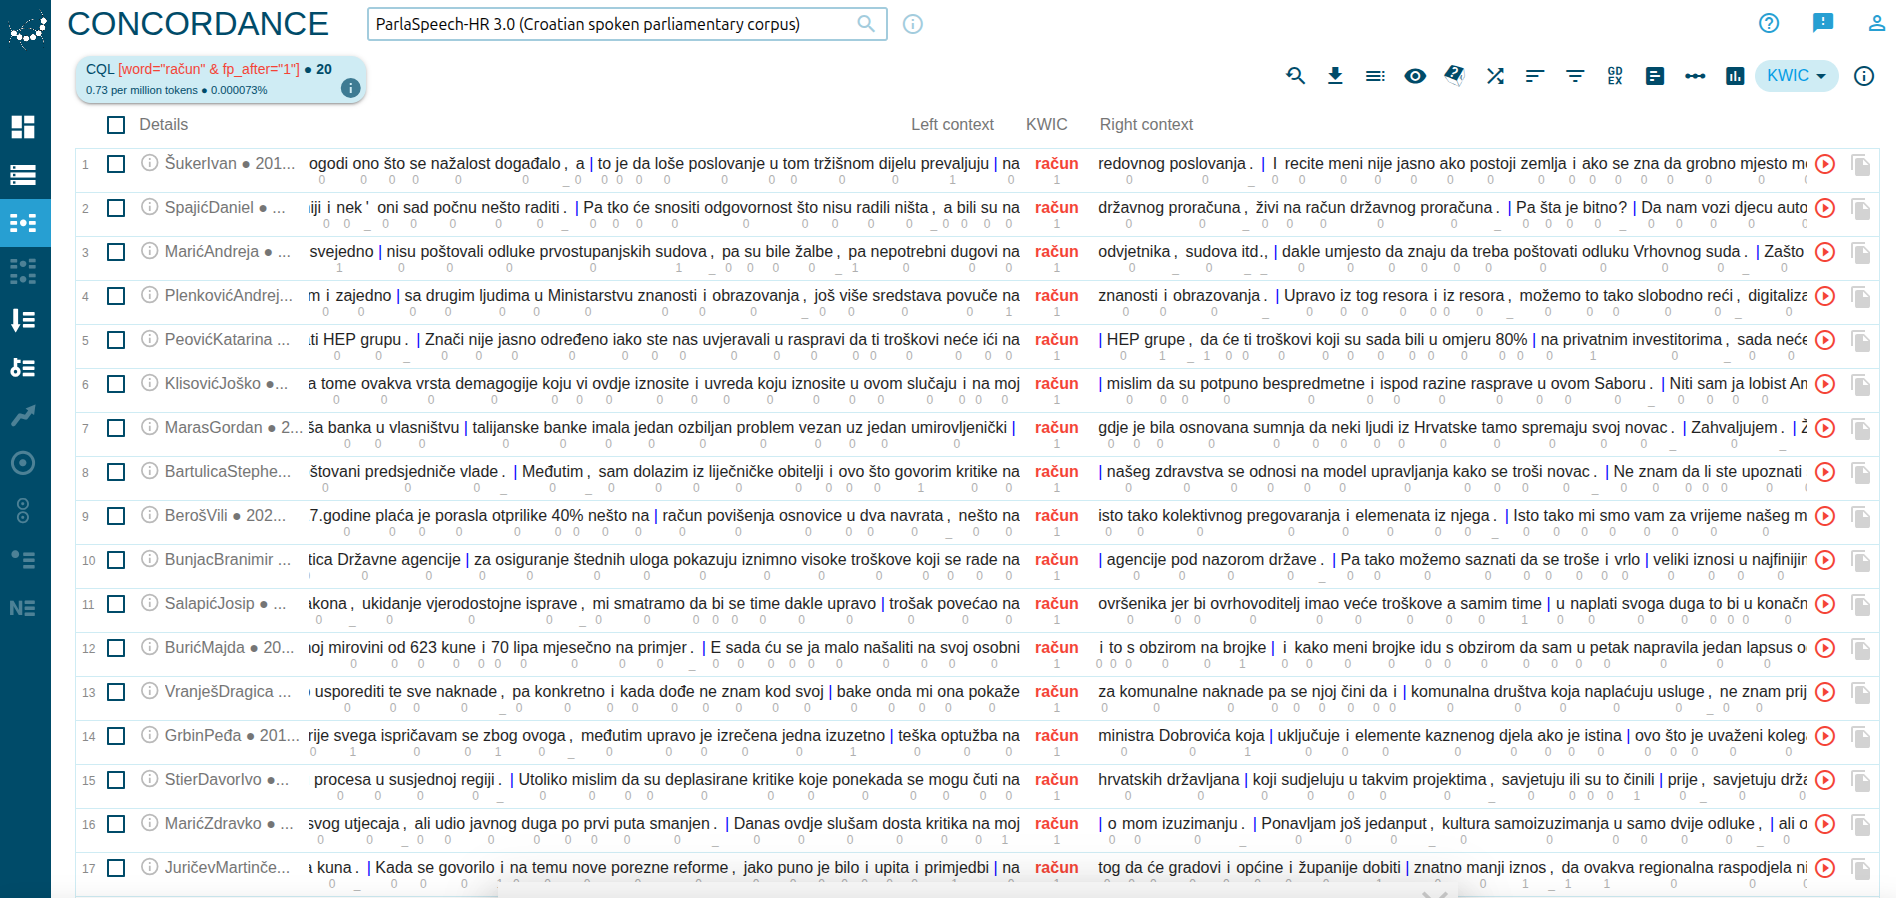 CONCORDANCE
ParlaSpeech-HR 3.0 (Croatian spoken parliamentary corpus)
CQL [word="račun" & fp_after="1"] ● 20
0.73 per million tokens ● 0.000073%
GD EX
KWIC
Details Left context KWIC Right context
1 ŠukerIvan ● 201... ogodi ono što se nažalost događalo , a | to je da loše poslovanje u tom tržišnom dijelu prevaljuju | na račun redovnog poslovanja . | I recite meni nije jasno ako postoji zemlja i ako se zna da grobno mjesto
2 SpajićDaniel ● ... i nek ' oni sad počnu nešto raditi . | Pa tko će snositi odgovornost što nisu radili ništa , a bili su na račun državnog proračuna , živi na račun državnog proračuna . | Pa šta je bitno? | Da nam vozi djecu auto
3 MarićAndreja ● ... svejedno | nisu poštovali odluke prvostupanjskih sudova , pa su bile žalbe , pa nepotrebni dugovi na račun odvjetnika , sudova itd., | dakle umjesto da znaju da treba poštovati odluku Vrhovnog suda . | Zašto
4 PlenkovićAndrej... m i zajedno | sa drugim ljudima u Ministarstvu znanosti i obrazovanja , još više sredstava povuče na račun znanosti i obrazovanja . | Upravo iz tog resora i iz resora , možemo to tako slobodno reći , digitaliza
5 PeovićKatarina ... ti HEP grupu . | Znači nije jasno određeno iako ste nas uvjeravali u raspravi da ti troškovi neće ići na račun | HEP grupe , da će ti troškovi koji su sada bili u omjeru 80% | na privatnim investitorima , sada neće
6 KlisovićJoško ●... a tome ovakva vrsta demagogije koju vi ovdje iznosite i uvreda koju iznosite u ovom slučaju i na moj račun | mislim da su potpuno bespredmetne i ispod razine rasprave u ovom Saboru . | Niti sam ja lobist Am
7 MarasGordan ● 2... ša banka u vlasništvu | talijanske banke imala jedan ozbiljan problem vezan uz jedan umirovljenički | račun gdje je bila osnovana sumnja da neki ljudi iz Hrvatske tamo spremaju svoj novac . | Zahvaljujem . | Ž
8 BartulicaStephe... štovani predsjedniče vlade . | Međutim , sam dolazim iz liječničke obitelji i ovo što govorim kritike na račun | našeg zdravstva se odnosi na model upravljanja kako se troši novac . | Ne znam da li ste upoznati
9 BerošVili ● 202... 7.godine plaća je porasla otprilike 40% nešto na | račun povišenja osnovice u dva navrata , nešto na račun isto tako kolektivnog pregovaranja i elemenata iz njega . | Isto tako mi smo vam za vrijeme našeg m
10 BunjacBranimir ... tica Državne agencije | za osiguranje štednih uloga pokazuju iznimno visoke troškove koji se rade na račun | agencije pod nazorom države . | Pa tako možemo saznati da se troše i vrlo | veliki iznosi u najfinijin
11 SalapićJosip ● ... akona , ukidanje vjerodostojne isprave , mi smatramo da bi se time dakle upravo | trošak povećao na račun ovršenika jer bi ovrhovoditelj imao veće troškove a samim time | u naplati svoga duga to bi u konačn
12 BurićMajda ● 20... oj mirovini od 623 kune i 70 lipa mjesečno na primjer . | E sada ću se ja malo našaliti na svoj osobni račun i to s obzirom na brojke | i kako meni brojke idu s obzirom da sam u petak napravila jedan lapsus
13 VranješDragica ... usporediti te sve naknade , pa konkretno i kada dođe ne znam kod svoj | bake onda mi ona pokaže račun za komunalne naknade pa se njoj čini da i | komunalna društva koja naplaćuju usluge , ne znam prij
14 GrbinPeđa ● 201... rije svega ispričavam se zbog ovoga , međutim upravo je izrečena jedna izuzetno | teška optužba na račun ministra Dobrovića koja | uključuje i elemente kaznenog djela ako je istina | ovo što je uvaženi kolega
15 StierDavorIvo ●... procesa u susjednoj regiji . | Utoliko mislim da su deplasirane kritike koje ponekada se mogu čuti na račun hrvatskih državljana | koji sudjeluju u takvim projektima , savjetuju ili su to činili | prije , savjetuju drža
16 MarićZdravko ● ... svog utjecaja , ali udio javnog duga po prvi puta smanjen . | Danas ovdje slušam dosta kritika na moj račun | o mom izuzimanju . | Ponavljam još jedanput , kultura samoizuzimanja u samo dvije odluke , | ali o
17 JuričevMartinče... a kuna . | Kada se govorilo i na temu nove porezne reforme , jako puno je bilo i upita i primjedbi | na račun tog da će gradovi i općine i županije dobiti | znatno manji iznos , da ovakva regionalna raspodjela